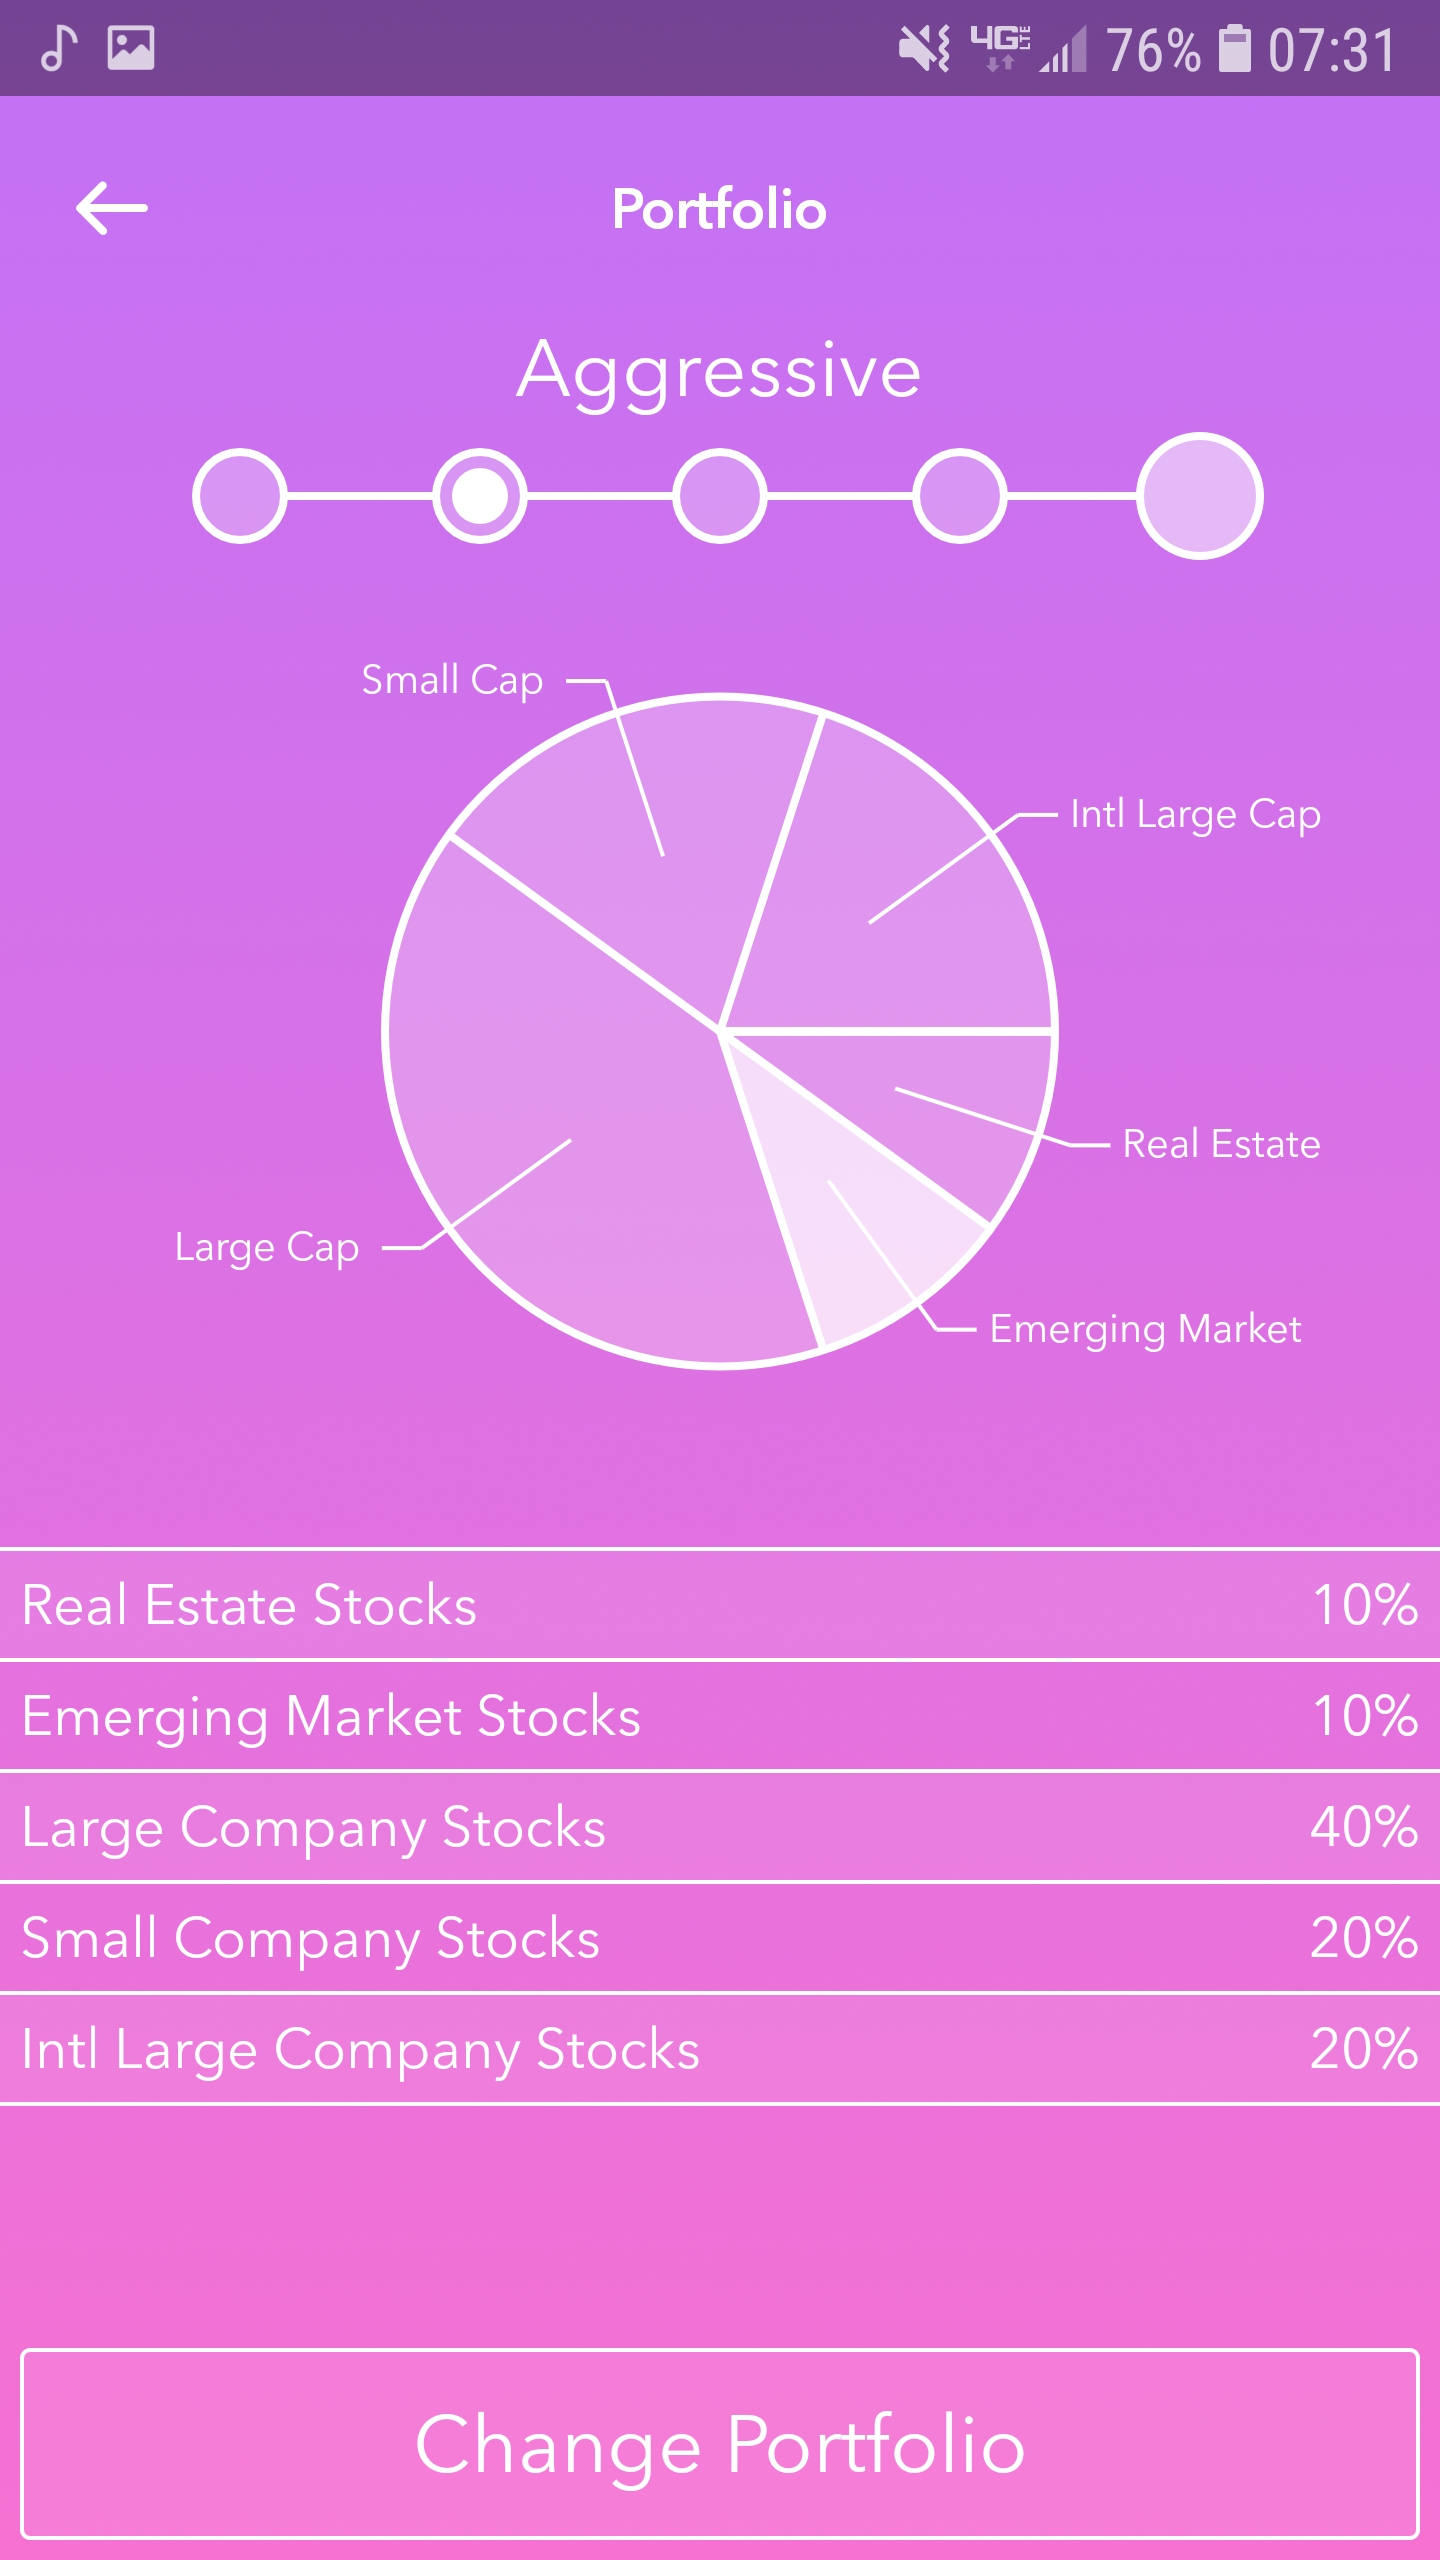 4G LTE 76% 07:31
Portfolio
Aggressive
Small Cap
Intl Large Cap
Real Estate
Large Cap
Emerging Market
Real Estate Stocks 10%
Emerging Market Stocks 10%
Large Company Stocks 40%
Small Company Stocks 20%
Intl Large Company Stocks 20%
Change Portfolio